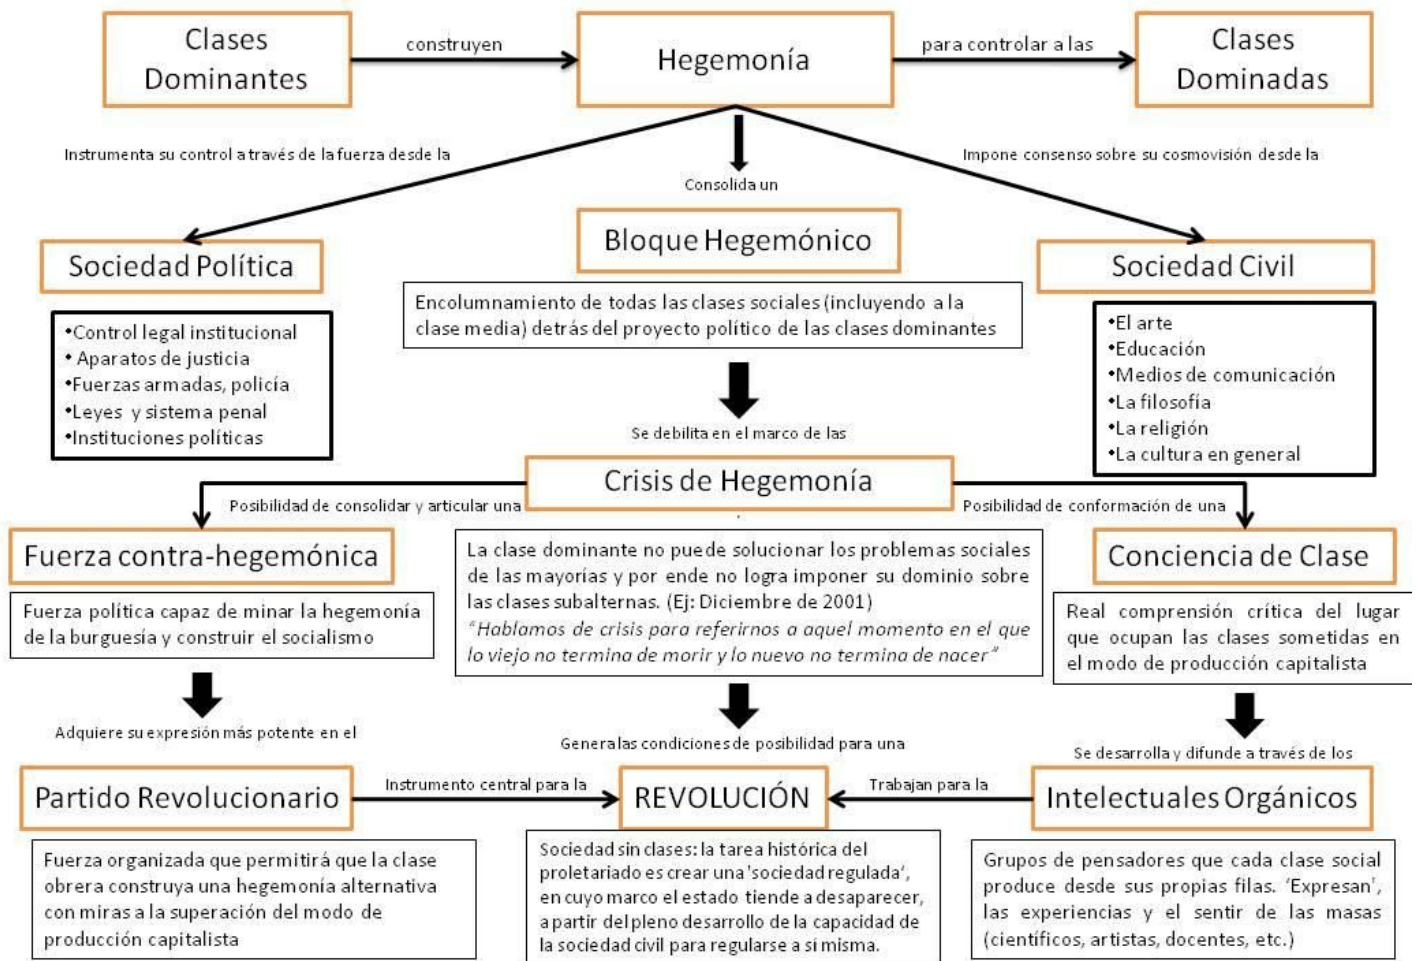 Clases
Dominantes
construyen
Hegemonía
para controlar a las
Clases
Dominadas
Instrumenta su control a través de la fuerza desde la
Consolida un
Impone consenso sobre su cosmovisión desde la
Sociedad Política
Bloque Hegemónico
Sociedad Civil
•Control legal institucional
• Aparatos de justicia
•Fuerzas armadas, policía
•Leyes y sistema penal
•Instituciones políticas
Encolumnamiento de todas las clases sociales (incluyendo a la
clase media) detrás del proyecto político de las clases dominantes
•El arte
•Educación
•Medios de comunicación
•La filosofía
•La religión
•La cultura en general
Se debilita en el marco de las
Crisis de Hegemonía
Posibilidad de consolidar y articular una
Posibilidad de conformación de una
Fuerza contra-hegemónica
Fuerza política capaz de minar la hegemonía
de la burguesía y construir el socialismo
La clase dominante no puede solucionar los problemas sociales
de las mayorías y por ende no logra imponer su dominio sobre
las clases subalternas. (Ej: Diciembre de 2001)
"Hablamos de crisis para referirnos a aquel momento en el que
lo viejo no termina de morir y lo nuevo no termina de nacer"
Conciencia de Clase
Real comprensión crítica del lugar
que ocupan las clases sometidas en
el modo de producción capitalista
Adquiere su expresión más potente en el
Genera las condiciones de posibilidad para una
Se desarrolla y difunde a través de los
Partido Revolucionario
Instrumento central para la
REVOLUCIÓN
Trabajan para la
Intelectuales Orgánicos
Fuerza organizada que permitirá que la clase
obrera construya una hegemonía alternativa
con miras a la superación del modo de
producción capitalista
Sociedad sin clases: la tarea histórica del
proletariado es crear una 'sociedad regulada',
en cuyo marco el estado tiende a desaparecer,
a partir del pleno desarrollo de la capacidad de
la sociedad civil para regularse a sí misma.
Grupos de pensadores que cada clase social
produce desde sus propias filas. 'Expresan',
las experiencias y el sentir de las masas
(científicos, artistas, docentes, etc.)